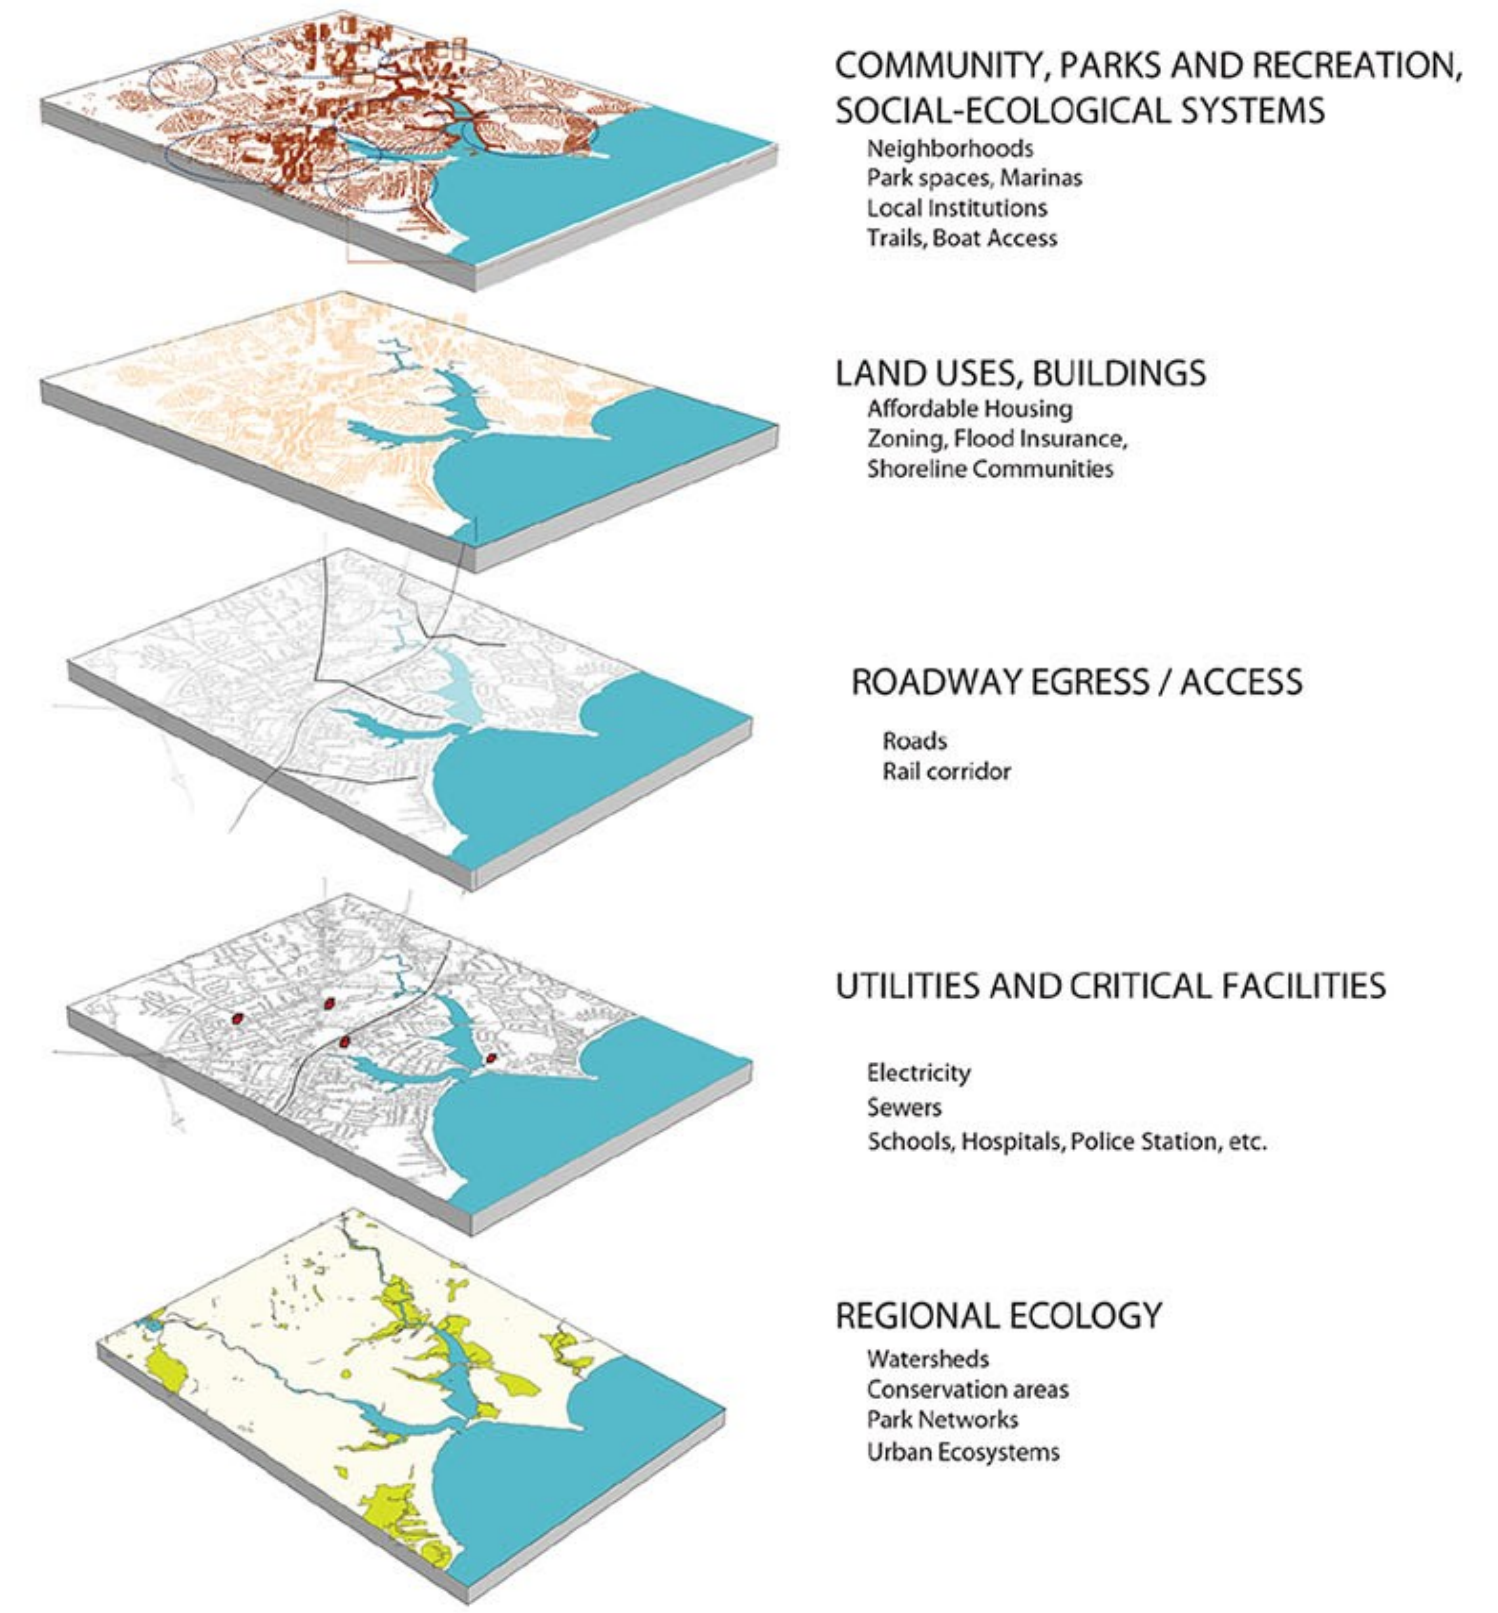 COMMUNITY, PARKS AND RECREATION,
SOCIAL-ECOLOGICAL SYSTEMS
Neighborhoods
Park spaces, Marinas
Local Institutions
Trails, Boat Access
LAND USES, BUILDINGS
Affordable Housing
Zoning, Flood Insurance,
Shoreline Communities
ROADWAY EGRESS / ACCESS
Roads
Rail corridor
UTILITIES AND CRITICAL FACILITIES
Electricity
Sewers
Schools, Hospitals, Police Station, etc.
REGIONAL ECOLOGY
Watersheds
Conservation areas
Park Networks
Urban Ecosystems